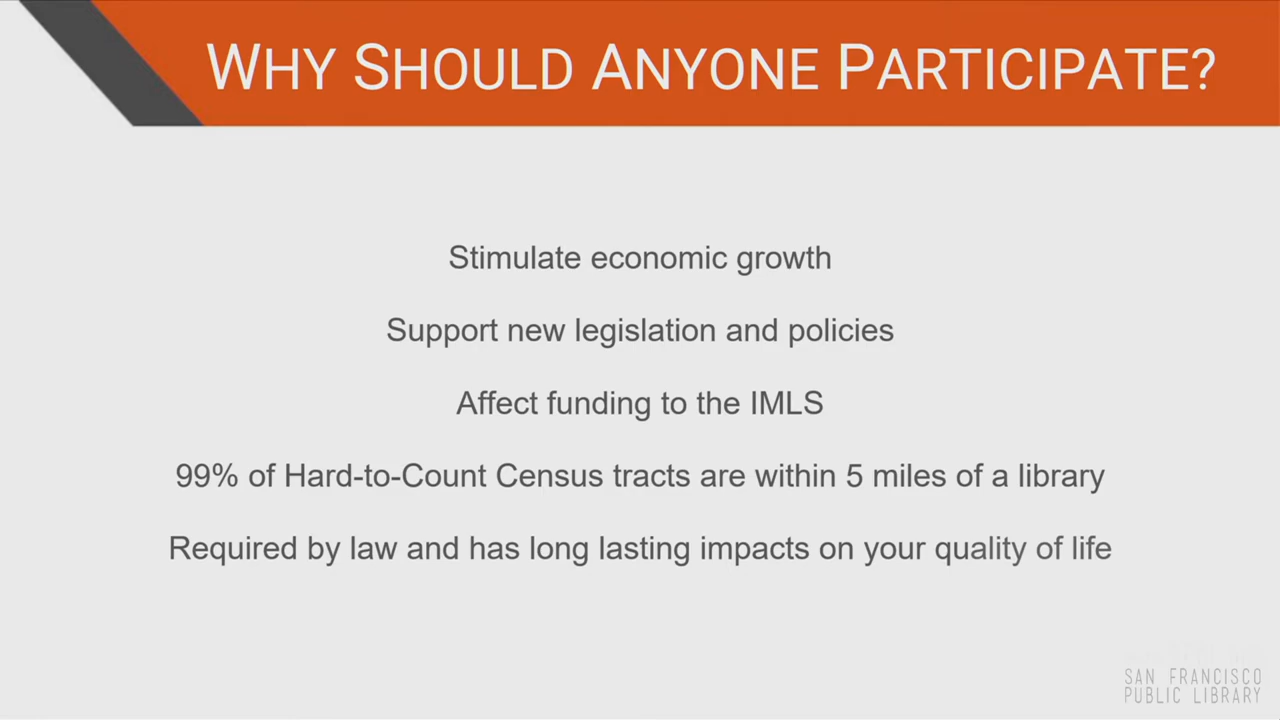 WHY SHOULD ANYONE PARTICIPATE?
Stimulate economic growth
Support new legislation and policies
Affect funding to the IMLS
99% of Hard-to-Count Census tracts are within 5 miles of a library
Required by law and has long lasting impacts on your quality of life
SAN FRANCISCO
PUBLIC LIBRARY